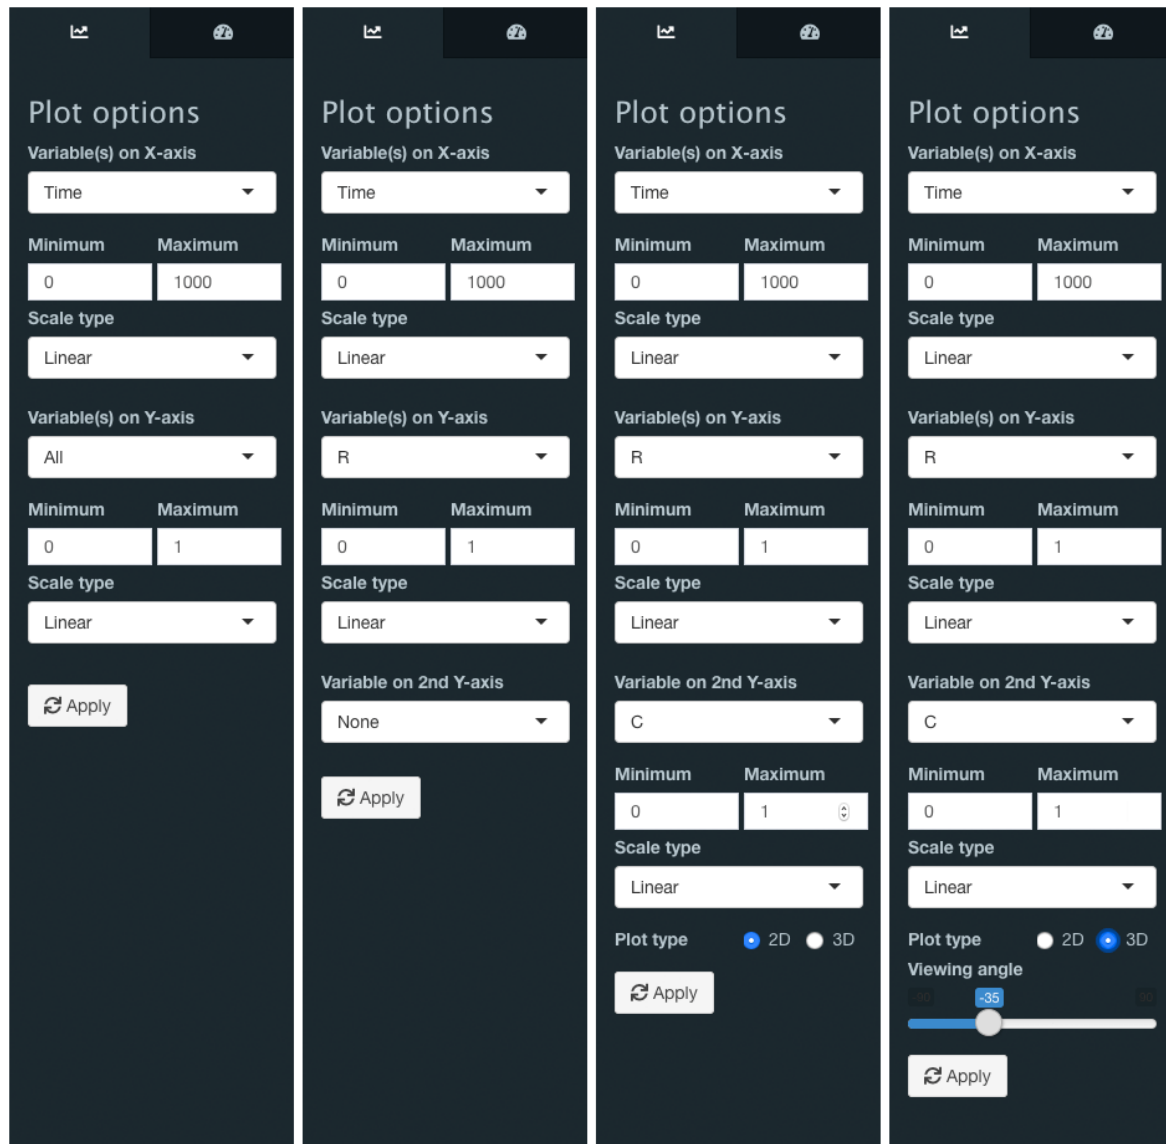 Plot options
Variable(s) on X-axis
Time
Minimum Maximum
0 1000
Scale type
Linear
Variable(s) on Y-axis
All
Minimum Maximum
0 1
Scale type
Linear
Apply
Plot options
Variable(s) on X-axis
Time
Minimum Maximum
0 1000
Scale type
Linear
Variable(s) on Y-axis
R
Minimum Maximum
0 1
Scale type
Linear
Variable on 2nd Y-axis
None
Apply
Plot options
Variable(s) on X-axis
Time
Minimum Maximum
0 1000
Scale type
Linear
Variable(s) on Y-axis
R
Minimum Maximum
0 1
Scale type
Linear
Variable on 2nd Y-axis
C
Minimum Maximum
0 1
Scale type
Linear
Plot type 2D 3D
Apply
Plot options
Variable(s) on X-axis
Time
Minimum Maximum
0 1000
Scale type
Linear
Variable(s) on Y-axis
R
Minimum Maximum
0 1
Scale type
Linear
Variable on 2nd Y-axis
C
Minimum Maximum
0 1
Scale type
Linear
Plot type 2D 3D
Viewing angle
-90 -35 90
Apply